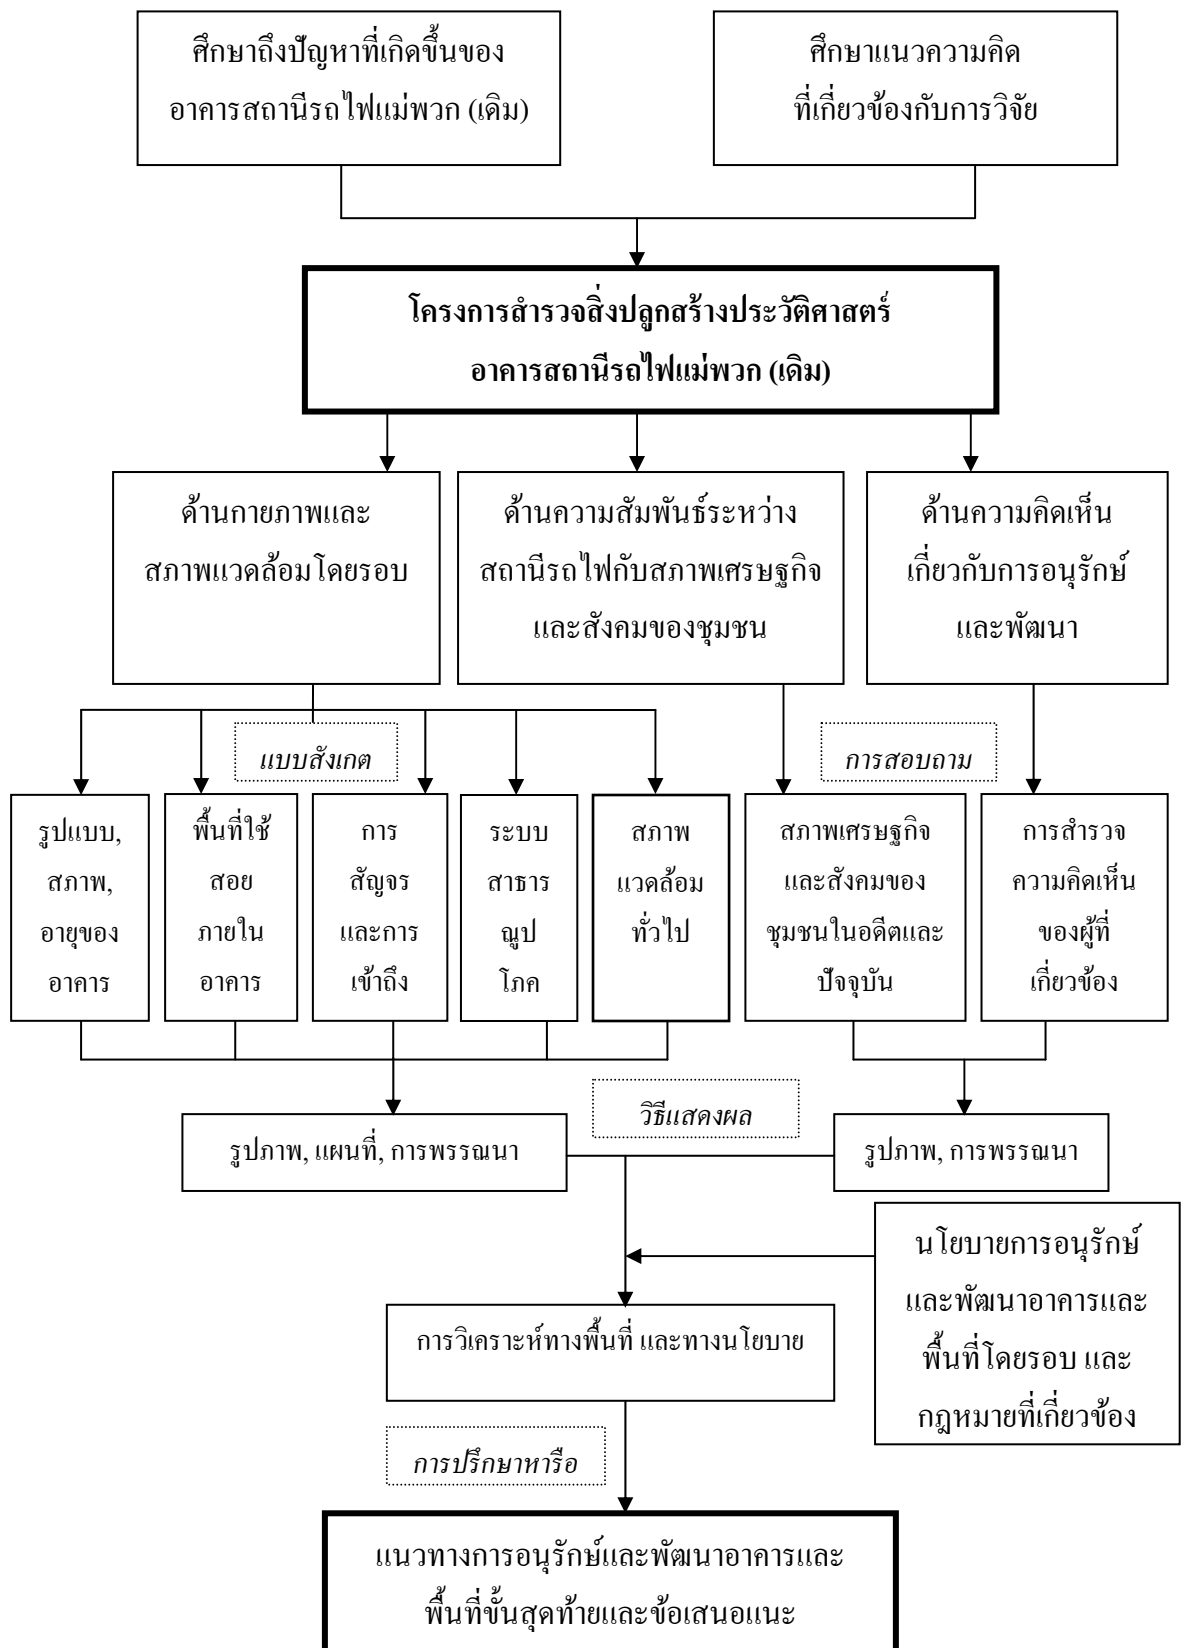 ศึกษาถึงปัญหาที่เกิดขึ้นของ
อาคารสถานีรถไฟแม่พวก (เดิม)
ศึกษาแนวความคิด
ที่เกี่ยวข้องกับการวิจัย
โครงการสำรวจสิ่งปลูกสร้างประวัติศาสตร์
อาคารสถานีรถไฟแม่พวก (เดิม)
ด้านกายภาพและ
สภาพแวดล้อมโดยรอบ
ด้านความสัมพันธ์ระหว่าง
สถานีรถไฟกับสภาพเศรษฐกิจ
และสังคมของชุมชน
ด้านความคิดเห็น
เกี่ยวกับการอนุรักษ์
และพัฒนา
แบบสังเกต
การสอบถาม
รูปแบบ,
สภาพ,
อายุของ
อาคาร
พื้นที่ใช้
สอย
ภายใน
อาคาร
การ
สัญจร
และการ
เข้าถึง
ระบบ
สาธาร
ณูป
โภค
สภาพ
แวดล้อม
ทั่วไป
สภาพเศรษฐกิจ
และสังคมของ
ชุมชนในอดีตและ
ปัจจุบัน
การสำรวจ
ความคิดเห็น
ของผู้ที่
เกี่ยวข้อง
วิธีแสดงผล
รูปภาพ, แผนที่, การพรรณนา
รูปภาพ, การพรรณนา
นโยบายการอนุรักษ์
และพัฒนาอาคารและ
พื้นที่โดยรอบ และ
กฎหมายที่เกี่ยวข้อง
การวิเคราะห์ทางพื้นที่ และทางนโยบาย
การปรึกษาหารือ
แนวทางการอนุรักษ์และพัฒนาอาคารและ
พื้นที่ขั้นสุดท้ายและข้อเสนอแนะ